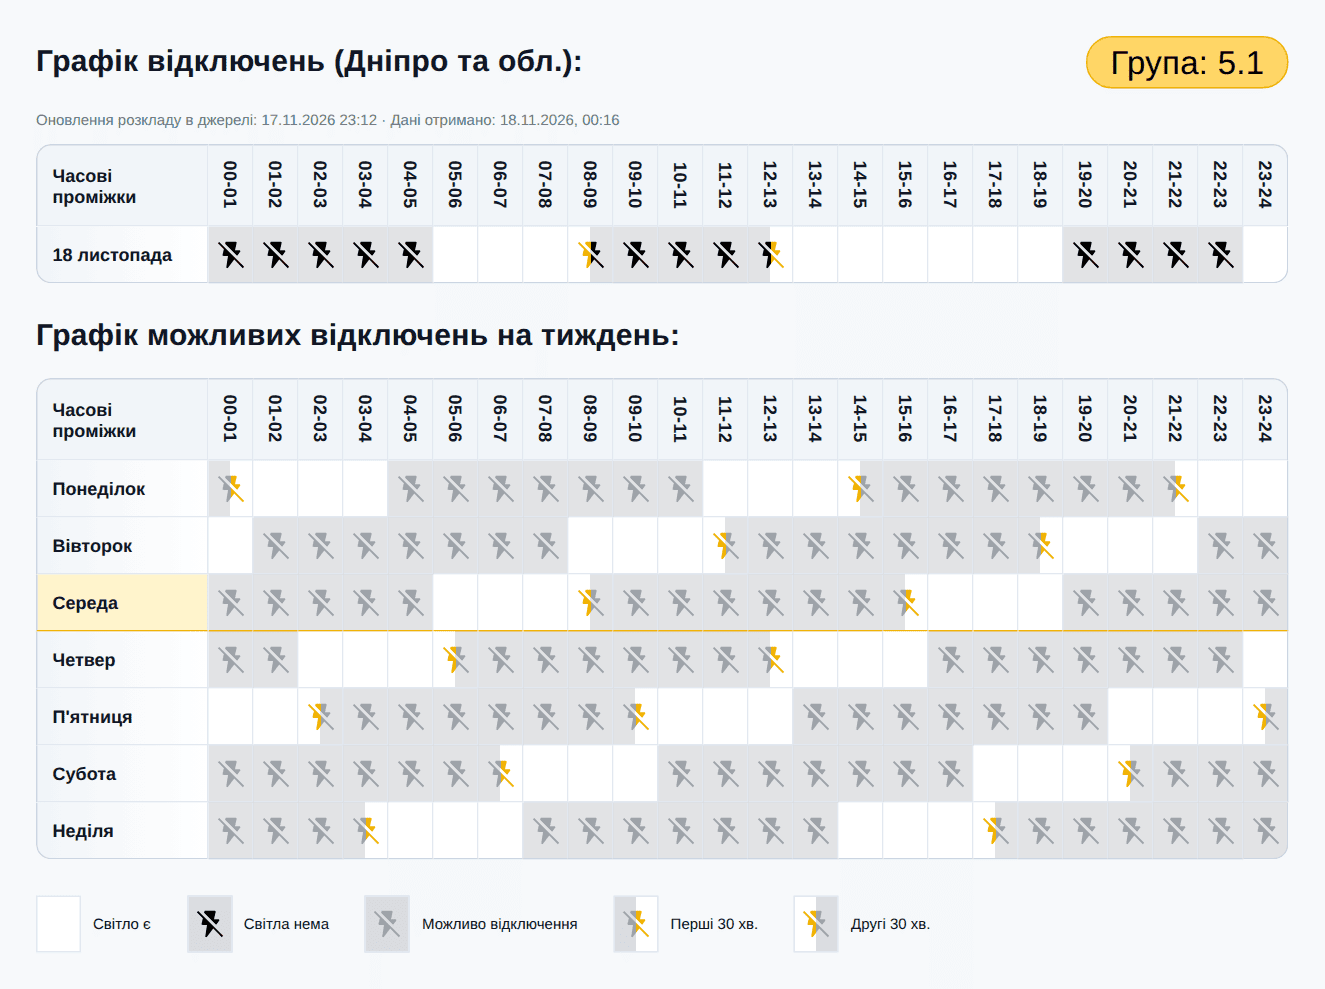 Графік відключень (Дніпро та обл.):
Група: 5.1
Оновлення розкладу в джерелі: 17.11.2026 23:12 · Дані отримано: 18.11.2026, 00:16
Часові проміжки 00-01 01-02 02-03 03-04 04-05 05-06 06-07 07-08 08-09 09-10 10-11 11-12 12-13 13-14 14-15 15-16 16-17 17-18 18-19 19-20 20-21 21-22 22-23 23-24
18 листопада
Графік можливих відключень на тиждень:
Часові проміжки 00-01 01-02 02-03 03-04 04-05 05-06 06-07 07-08 08-09 09-10 10-11 11-12 12-13 13-14 14-15 15-16 16-17 17-18 18-19 19-20 20-21 21-22 22-23 23-24
Понеділок
Вівторок
Середа
Четвер
П'ятниця
Субота
Неділя
Світло є Світла нема Можливо відключення Перші 30 хв. Другі 30 хв.